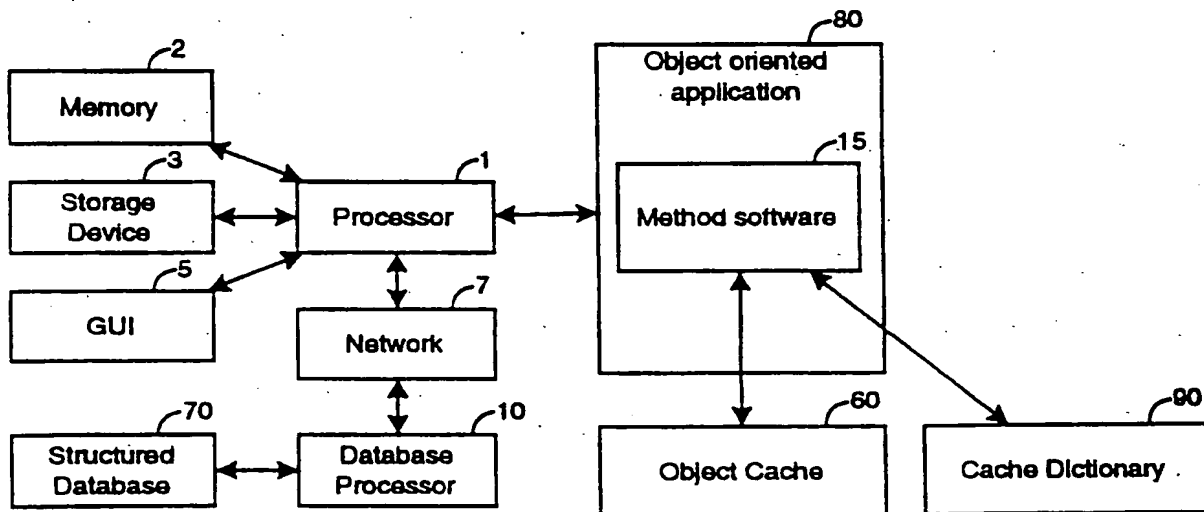 80
Object oriented
application
2
Memory
3
Storage
Device
1
Processor
15
Method software
5
GUI
7
Network
70
Structured
Database
10
Database
Processor
60
Object Cache
90
Cache Dictionary